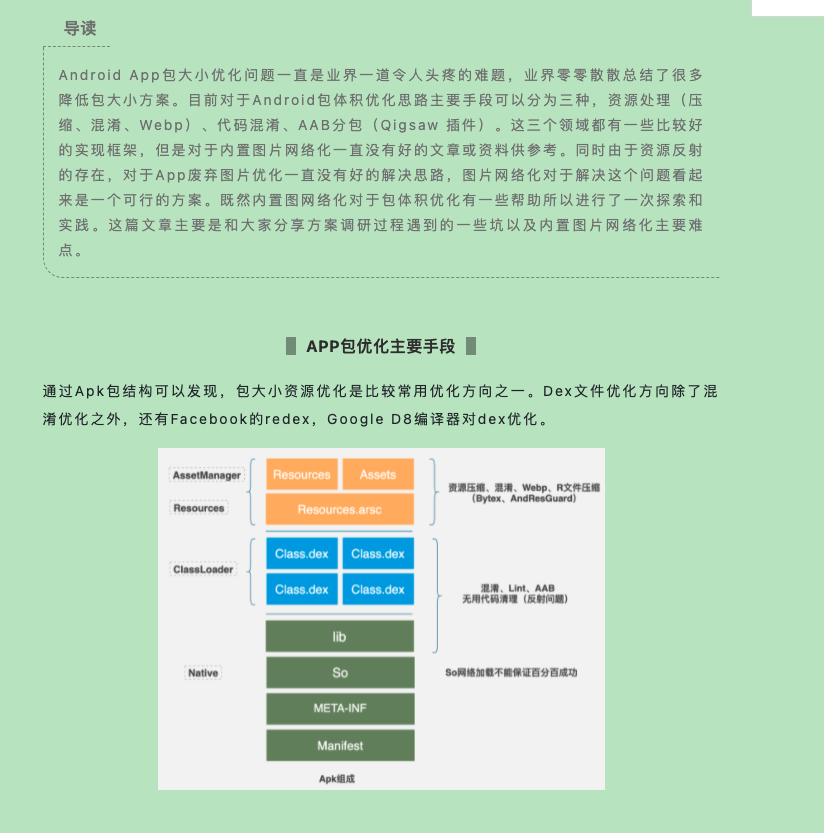 导读
Android App包大小优化问题一直是业界一道令人头疼的难题，业界零零散散总结了很多
降低包大小方案。目前对于Android包体积优化思路主要手段可以分为三种，资源处理（压
缩、混淆、Webp）、代码混淆、AAB分包（Qigsaw 插件）。这三个领域都有一些比较好
的实现框架，但是对于内置图片网络化一直没有好的文章或资料供参考。同时由于资源反射
的存在，对于App废弃图片优化一直没有好的解决思路，图片网络化对于解决这个问题看起
来是一个可行的方案。既然内置图网络化对于包体积优化有一些帮助所以进行了一次探索和
实践。这篇文章主要是和大家分享方案调研过程遇到的一些坑以及内置图片网络化主要难
点。
APP包优化主要手段
通过Apk包结构可以发现，包大小资源优化是比较常用优化方向之一。Dex文件优化方向除了混
淆优化之外，还有Facebook的redex，Google D8编译器对dex优化。
AssetManager
Resources Assets
资源压缩、混淆、Webp、R文件压缩
（Bytex、AndResGuard）
Resources
Resources.arsc
ClassLoader
Class.dex Class.dex
Class.dex Class.dex
混淆、Lint、AAB
无用代码清理（反射问题）
lib
Native
So
So网络加载不能保证百分百成功
META-INF
Manifest
Apk组成